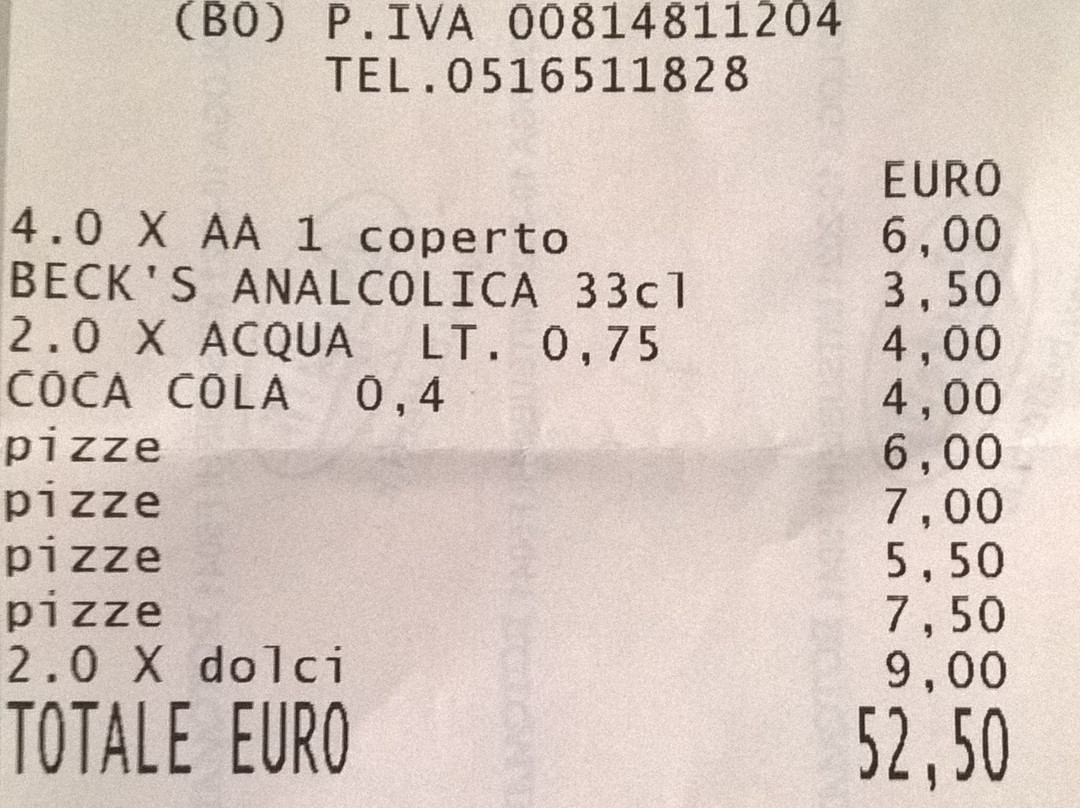 (BO) P.IVA 00814811204
TEL.0516511828
EURO
4.0 X AA 1 coperto 6,00
BECK'S ANALCOLICA 33cl 3,50
2.0 X ACQUA LT. 0,75 4,00
COCA COLA 0,4 4,00
pizze 6,00
pizze 7,00
pizze 5,50
pizze 7,50
2.0 X dolci 9,00
TOTALE EURO 52,50